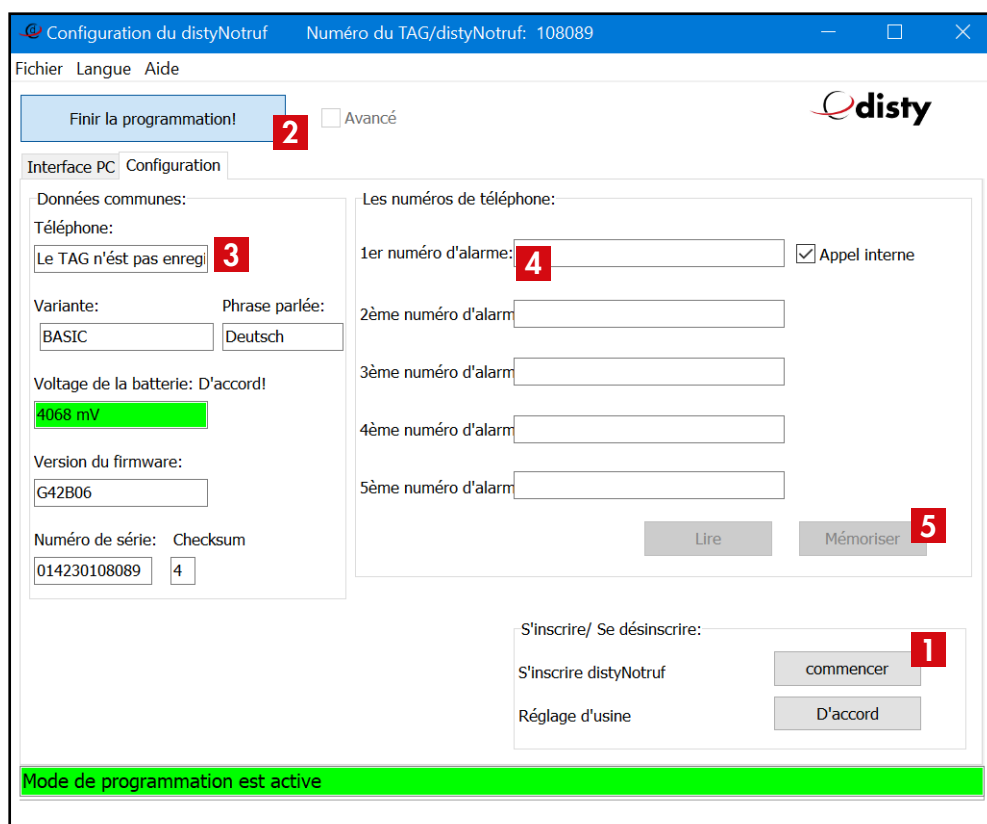 Configuration du distyNotruf Numéro du TAG/distyNotruf: 108089
Fichier Langue Aide
Finir la programmation!
2
Avancé
disty
Interface PC Configuration
Données communes:
Téléphone:
Le TAG n'ést pas enregi
3
Variante: Phrase parlée:
BASIC Deutsch
Voltage de la batterie: D'accord!
4068 mV
Version du firmware:
G42B06
Numéro de série: Checksum
014230108089 4
Les numéros de téléphone:
1er numéro d'alarme:
4
Appel interne
2ème numéro d'alarm
3ème numéro d'alarm
4ème numéro d'alarm
5ème numéro d'alarm
Lire Mémoriser
5
S'inscrire/ Se désinscrire:
1
S'inscrire distyNotruf commencer
Réglage d'usine D'accord
Mode de programmation est active